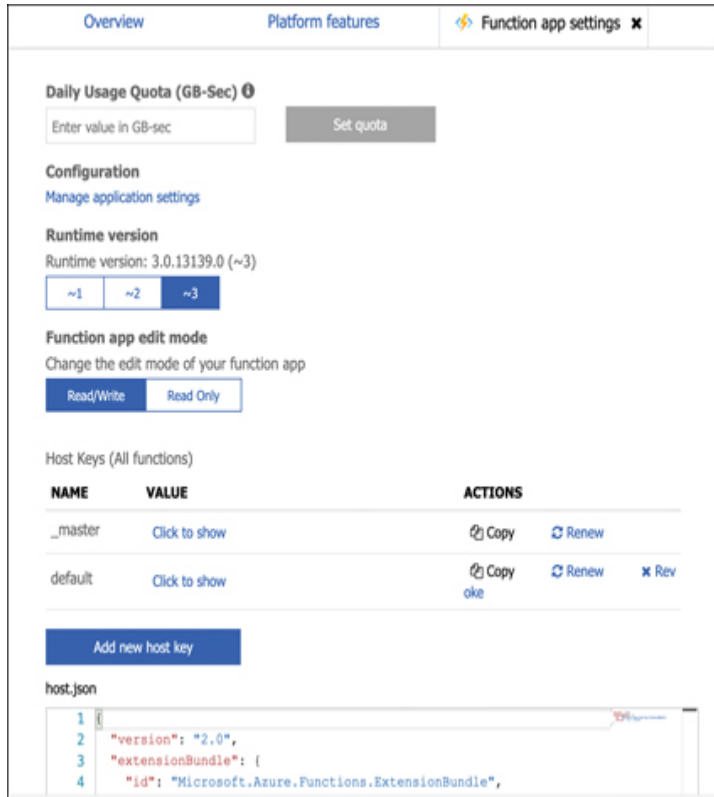 Overview Platform features Function app settings
Daily Usage Quota (GB-Sec)
Enter value in GB-sec Set quota
Configuration
Manage application settings
Runtime version
Runtime version: 3.0.13139.0 (~3)
~1 ~2 ~3
Function app edit mode
Change the edit mode of your function app
Read/Write Read Only
Host Keys (All functions)
NAME VALUE ACTIONS
_master Click to show Copy Renew
default Click to show Copy Renew Rev
oke
Add new host key
host.json
1 {
2 "version": "2.0",
3 "extensionBundle": {
4 "id": "Microsoft.Azure.Functions.ExtensionBundle",